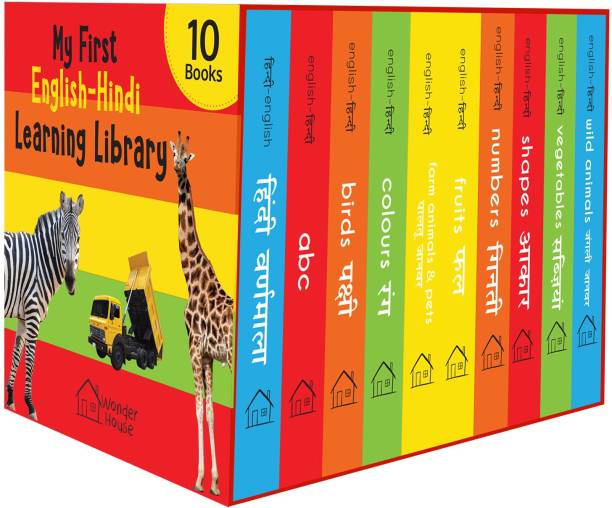 My First
English-Hindi
Learning Library
10
Books
Wonder
House
हिन्दी-english
हिंदी वर्णमाला
english-हिन्दी
abc
english-हिन्दी
birds पक्षी
english-हिन्दी
colours रंग
english-हिन्दी
farm animals & pets
पालतू जानवर
english-हिन्दी
fruits फल
english-हिन्दी
numbers गिनती
english-हिन्दी
shapes आकार
english-हिन्दी
vegetables सब्ज़ियां
english-हिन्दी
wild animals जंगली जानवर